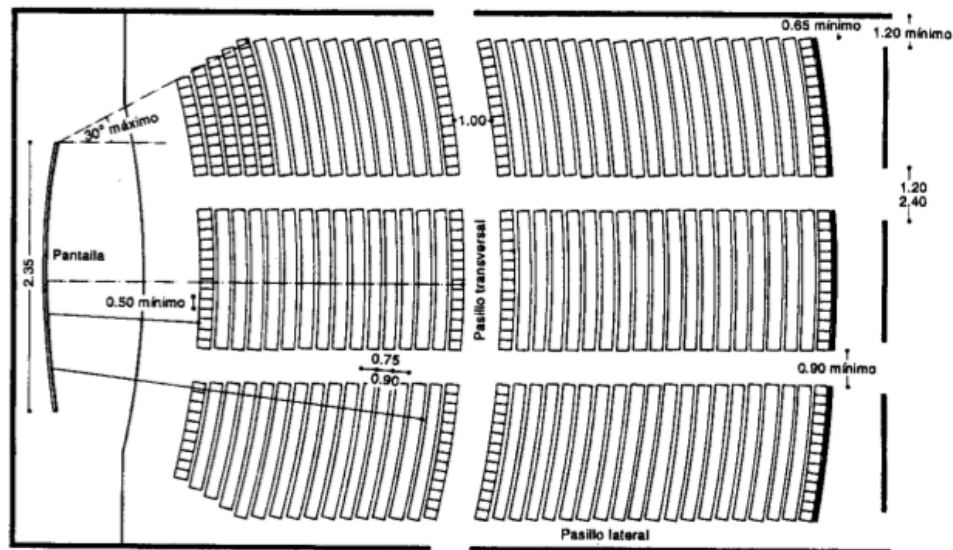 0.65 mínimo
1.20 mínimo
30° máximo
1.00
1.20
2.40
Pantalla
2.35
Pasillo transversal
0.50 mínimo
0.75
0.90
0.90 mínimo
Pasillo lateral